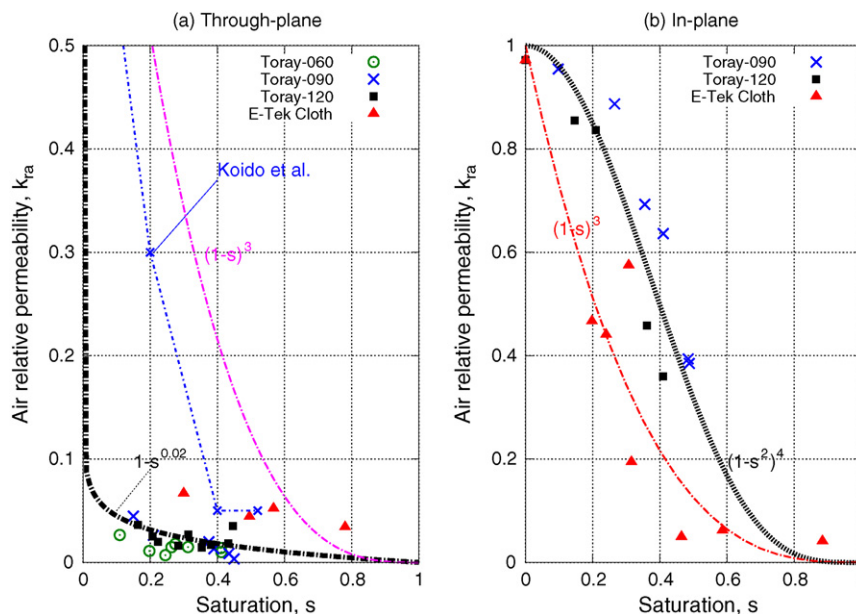 (a) Through-plane
(b) In-plane
Air relative permeability, k_ra
0.5
0.4
0.3
0.2
0.1
0
Toray-060
Toray-090
Toray-120
E-Tek Cloth
Koido et al.
(1-s)^3
1-s^0.02
0 0.2 0.4 0.6 0.8 1
Saturation, s
Air relative permeability, k_ra
1
0.8
0.6
0.4
0.2
0
Toray-090
Toray-120
E-Tek Cloth
(1-s)^3
(1-s^2)^4
0 0.2 0.4 0.6 0.8 1
Saturation, s